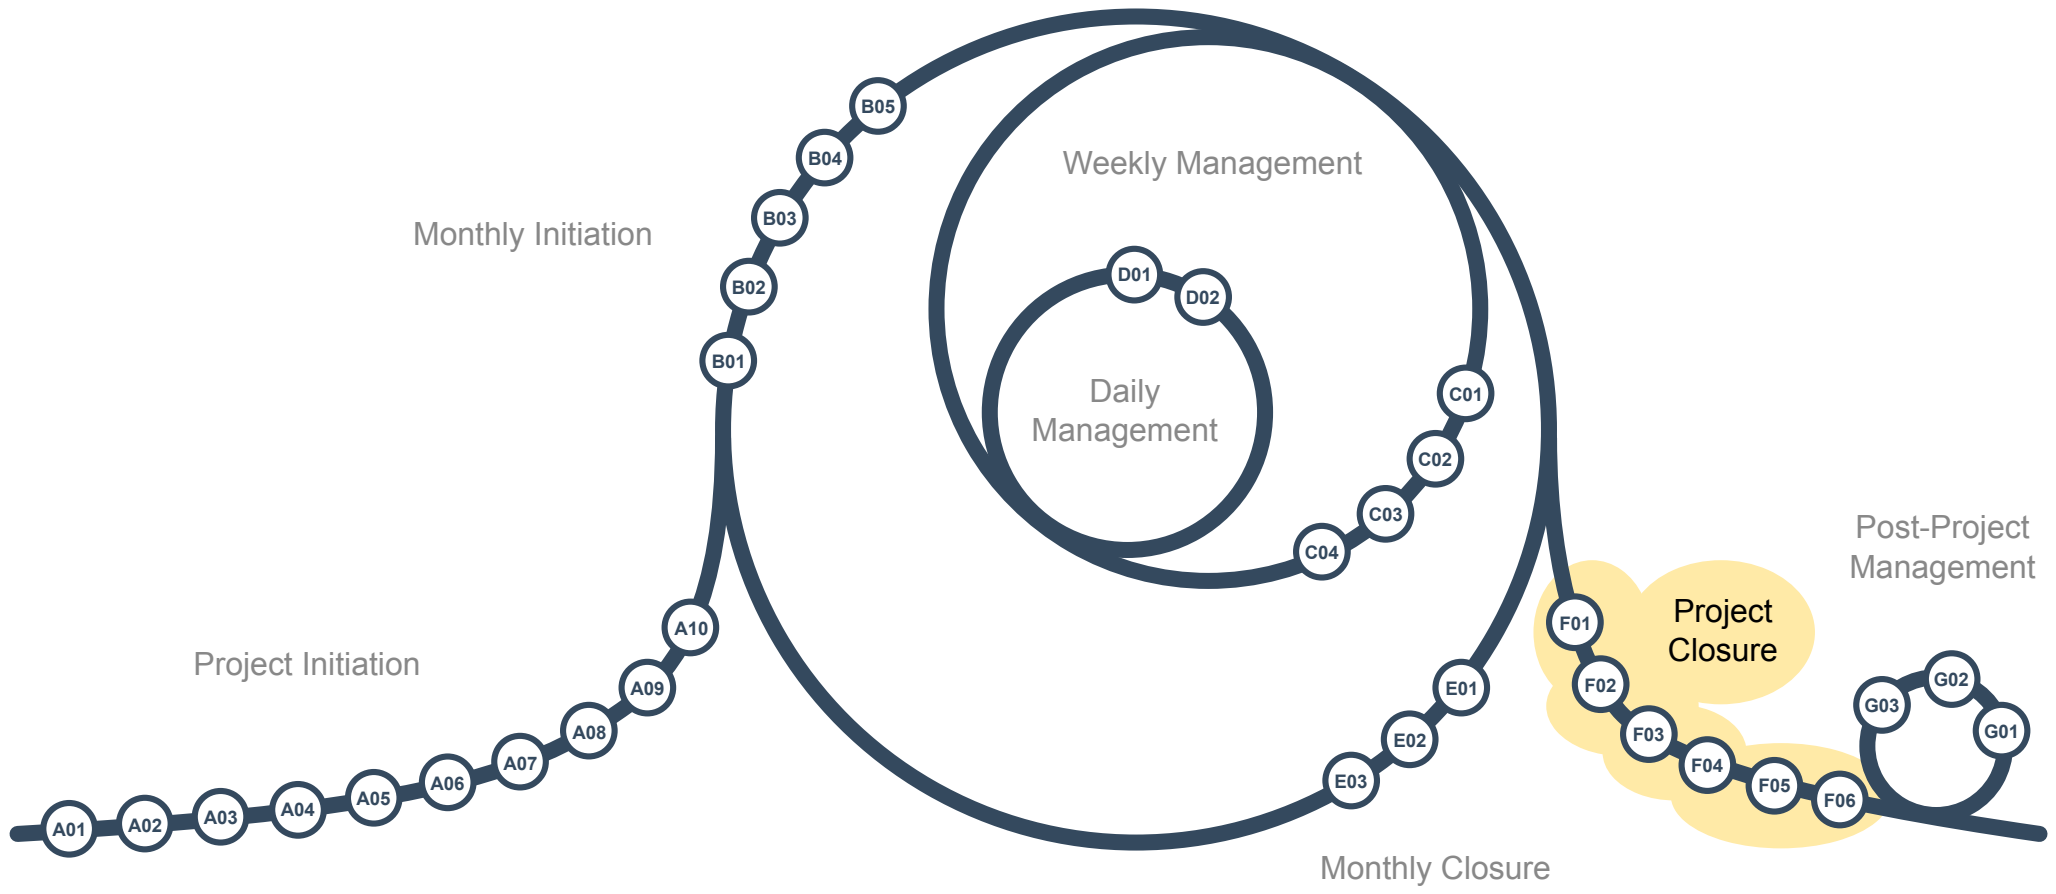 Project Initiation
A01
A02
A03
A04
A05
A06
A07
A08
A09
A10
Monthly Initiation
B01
B02
B03
B04
B05
Weekly Management
C01
C02
C03
C04
Daily
Management
D01
D02
Monthly Closure
E01
E02
E03
Project
Closure
F01
F02
F03
F04
F05
F06
Post-Project
Management
G01
G02
G03